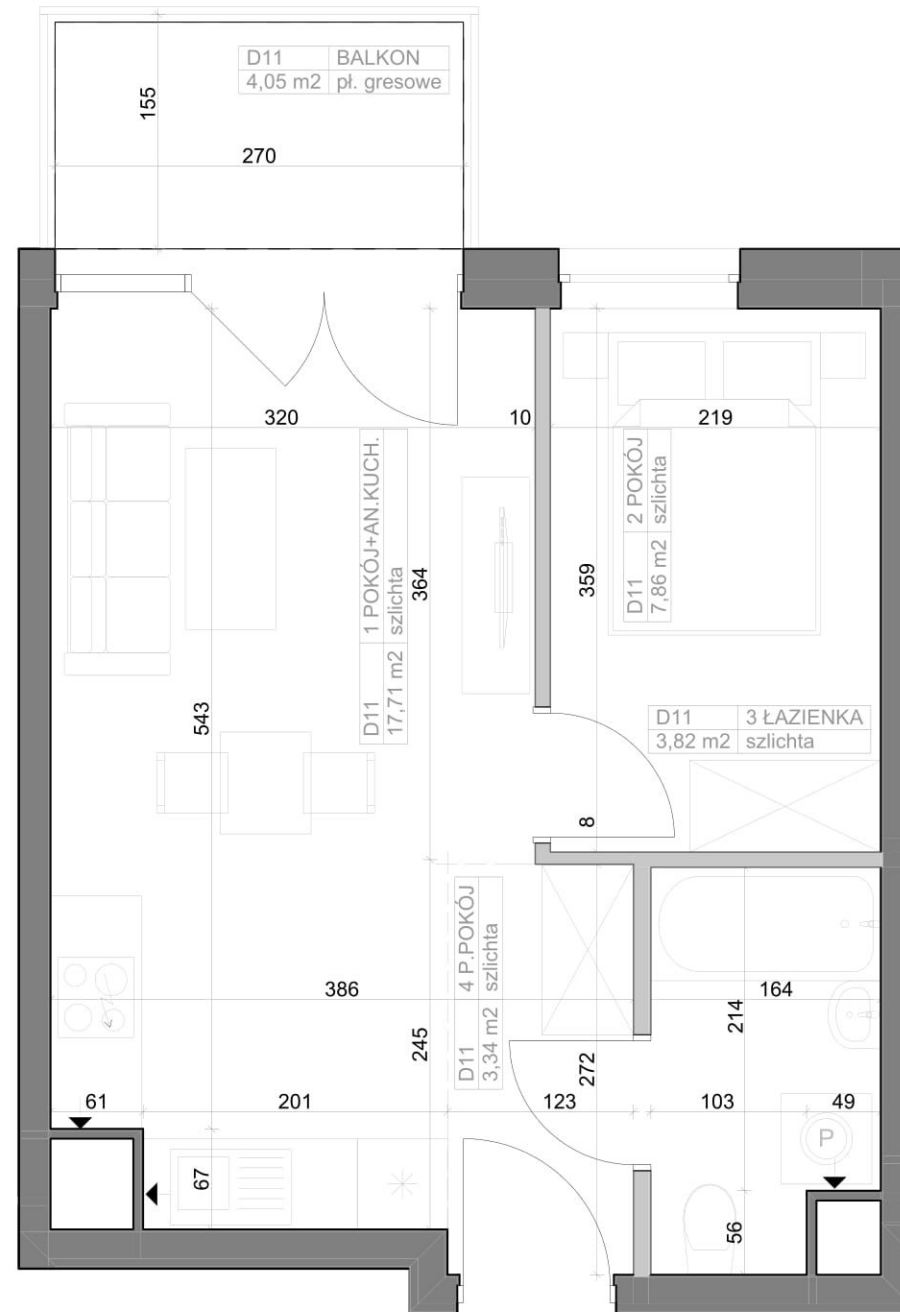 D11 BALKON
4,05 m2 pł. gresowe
155
270
320
10
219
D11 1 POKÓJ+AN.KUCH.
17,71 m2 szlichta
364
D11 2 POKÓJ
7,86 m2 szlichta
359
543
D11 3 ŁAZIENKA
3,82 m2 szlichta
8
D11 4 P.POKÓJ
3,34 m2 szlichta
386
164
214
245
272
61
201
123
103
49
P
67
56